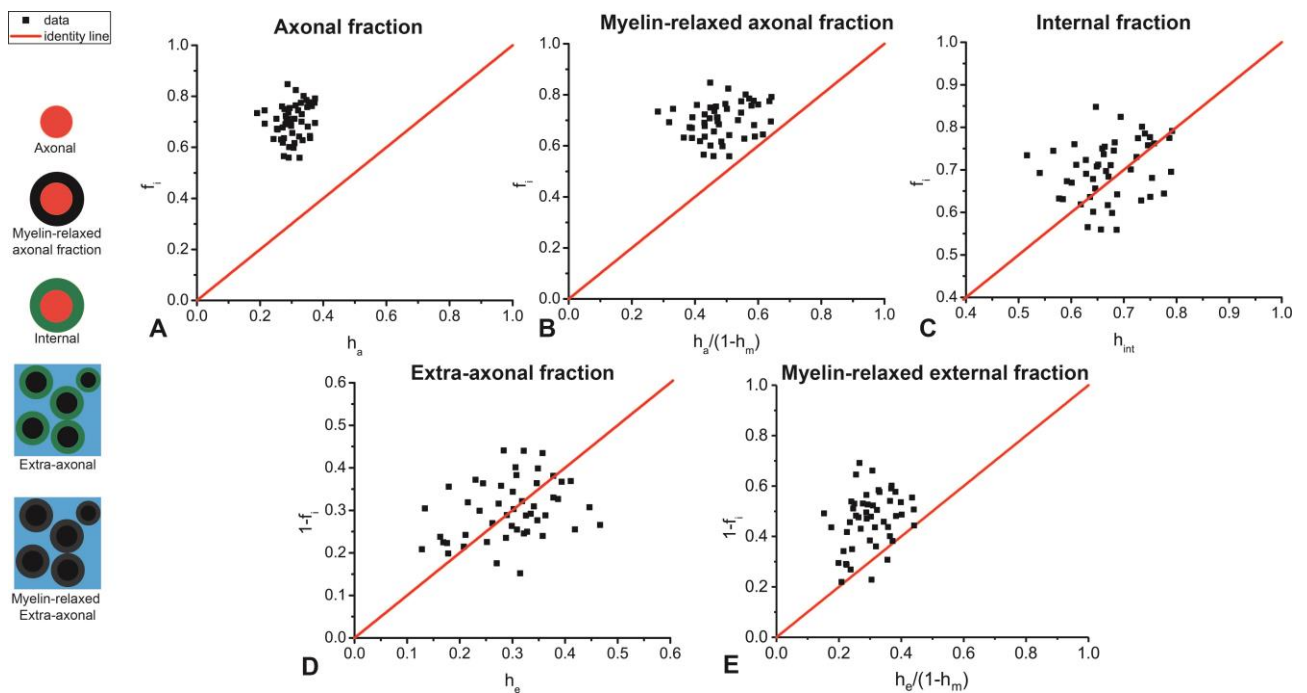 data
identity line
Axonal
Myelin-relaxed
axonal fraction
Internal
Extra-axonal
Myelin-relaxed
Extra-axonal
Axonal fraction
1.0
0.8
0.6
0.4
0.2
0.0
f_i
0.0 0.2 0.4 0.6 0.8 1.0
A
h_a
Myelin-relaxed axonal fraction
1.0
0.8
0.6
0.4
0.2
0.0
f_i
0.0 0.2 0.4 0.6 0.8 1.0
B
h_a/(1-h_m)
Internal fraction
1.0
0.9
0.8
0.7
0.6
0.5
0.4
f_i
0.4 0.5 0.6 0.7 0.8 0.9 1.0
C
h_int
Extra-axonal fraction
0.6
0.5
0.4
0.3
0.2
0.1
0.0
1-f_i
0.0 0.1 0.2 0.3 0.4 0.5 0.6
D
h_e
Myelin-relaxed external fraction
1.0
0.8
0.6
0.4
0.2
0.0
1-f_i
0.0 0.2 0.4 0.6 0.8 1.0
E
h_e/(1-h_m)